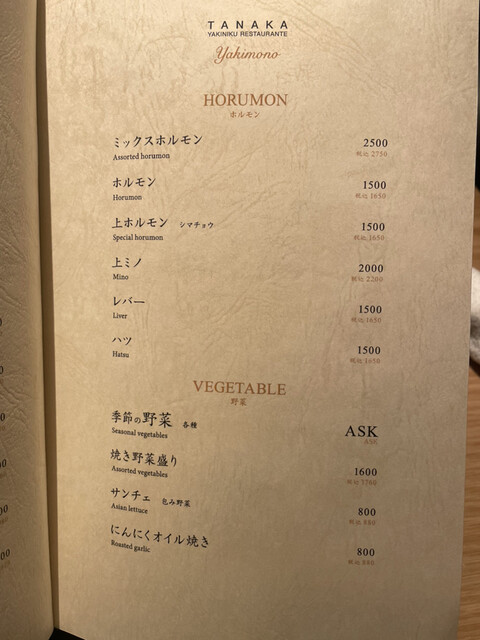 TANAKA
YAKINIKU RESTAURANTE
Yakimono
HORUMON
ホルモン
ミックスホルモン 2500
Assorted horumon 税込 2750
ホルモン 1500
Horumon 税込 1650
上ホルモン シマチョウ 1500
Special horumon 税込 1650
上ミノ 2000
Mino 税込 2200
レバー 1500
Liver 税込 1650
ハツ 1500
Hatsu 税込 1650
VEGETABLE
野菜
季節の野菜 各種 ASK
Seasonal vegetables ASK
焼き野菜盛り 1600
Assorted vegetables 税込 1760
サンチェ 包み野菜 800
Asian lettuce 税込 880
にんにくオイル焼き 800
Roasted garlic 税込 880